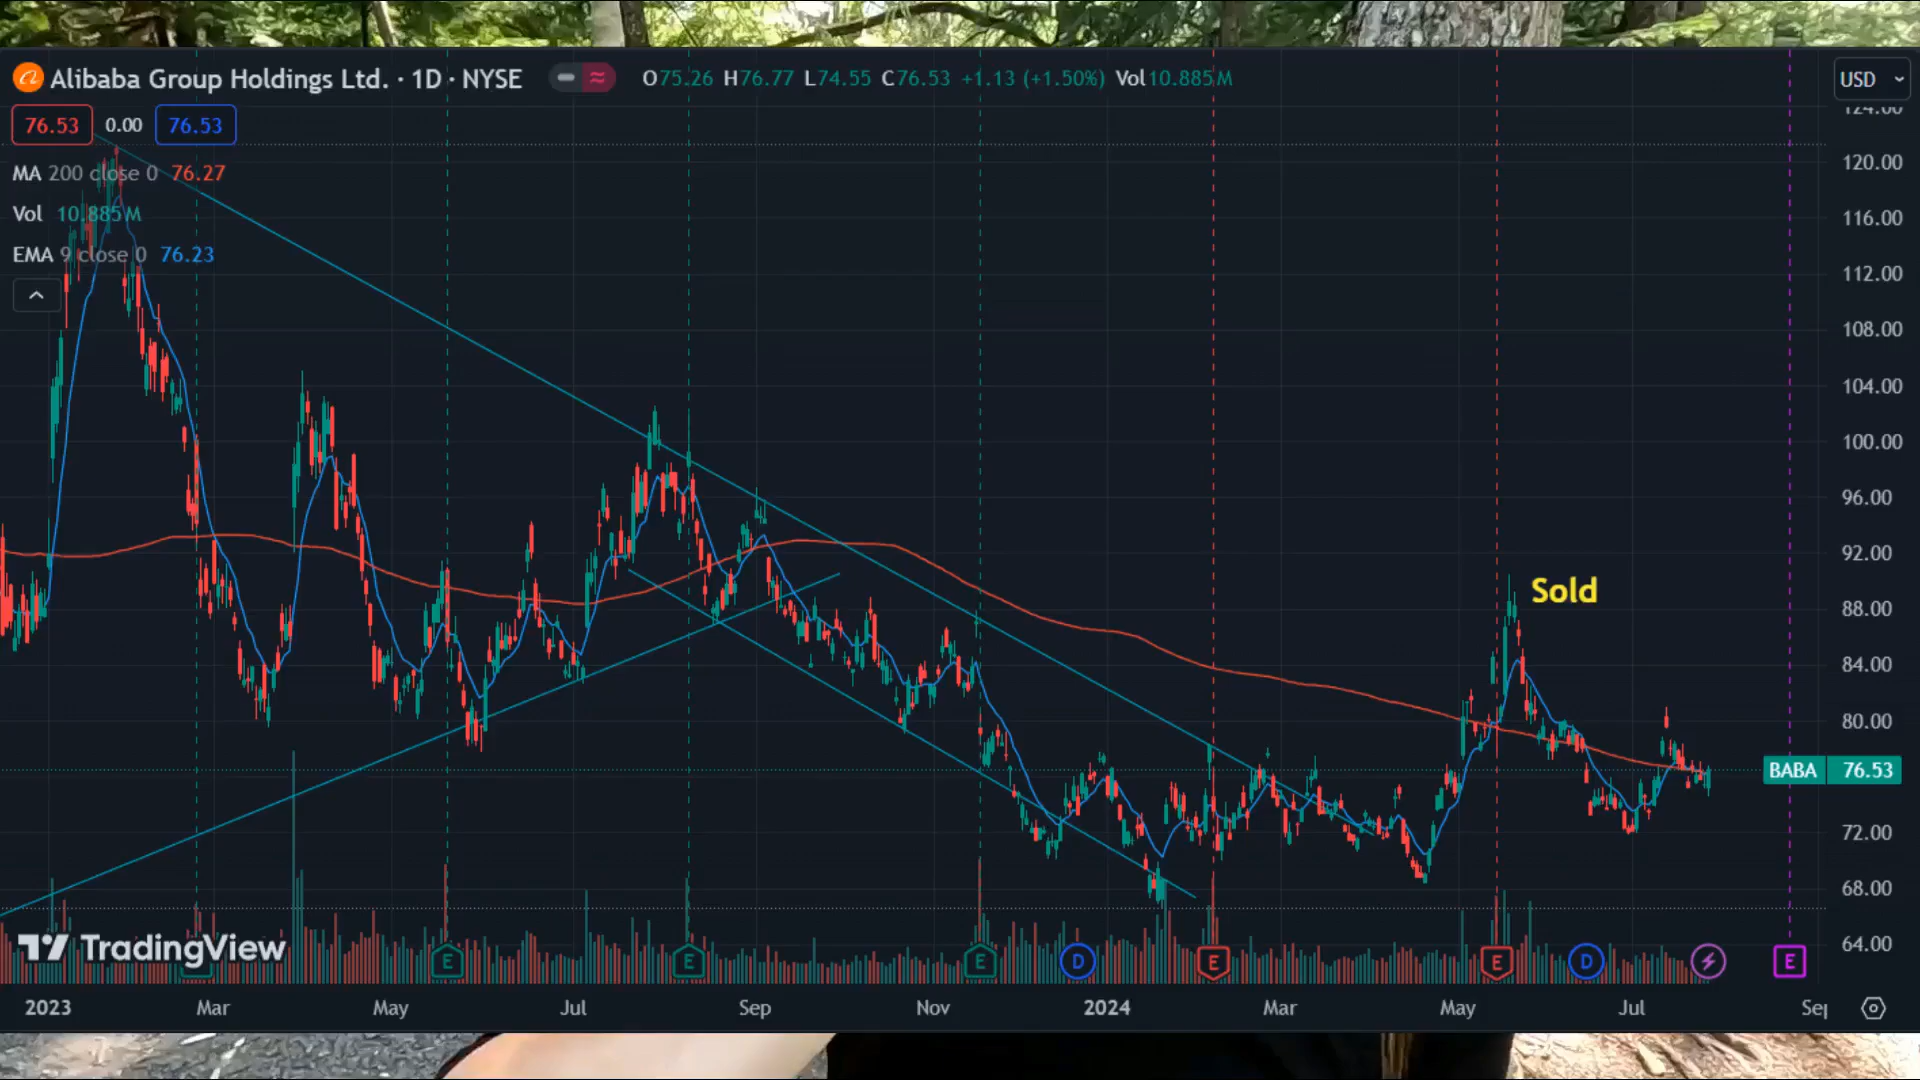 Alibaba Group Holdings Ltd. · 1D · NYSE O75.26 H76.77 L74.55 C76.53 +1.13 (+1.50%) Vol10.885M USD
76.53 0.00 76.53
MA 200 close 0 76.27
Vol 10.885M
EMA 9 close 0 76.23
124.00
120.00
116.00
112.00
108.00
104.00
100.00
96.00
92.00
88.00
84.00
80.00
BABA 76.53
72.00
68.00
64.00
Sold
TradingView
E E E D E E D E
2023 Mar May Jul Sep Nov 2024 Mar May Jul Sep